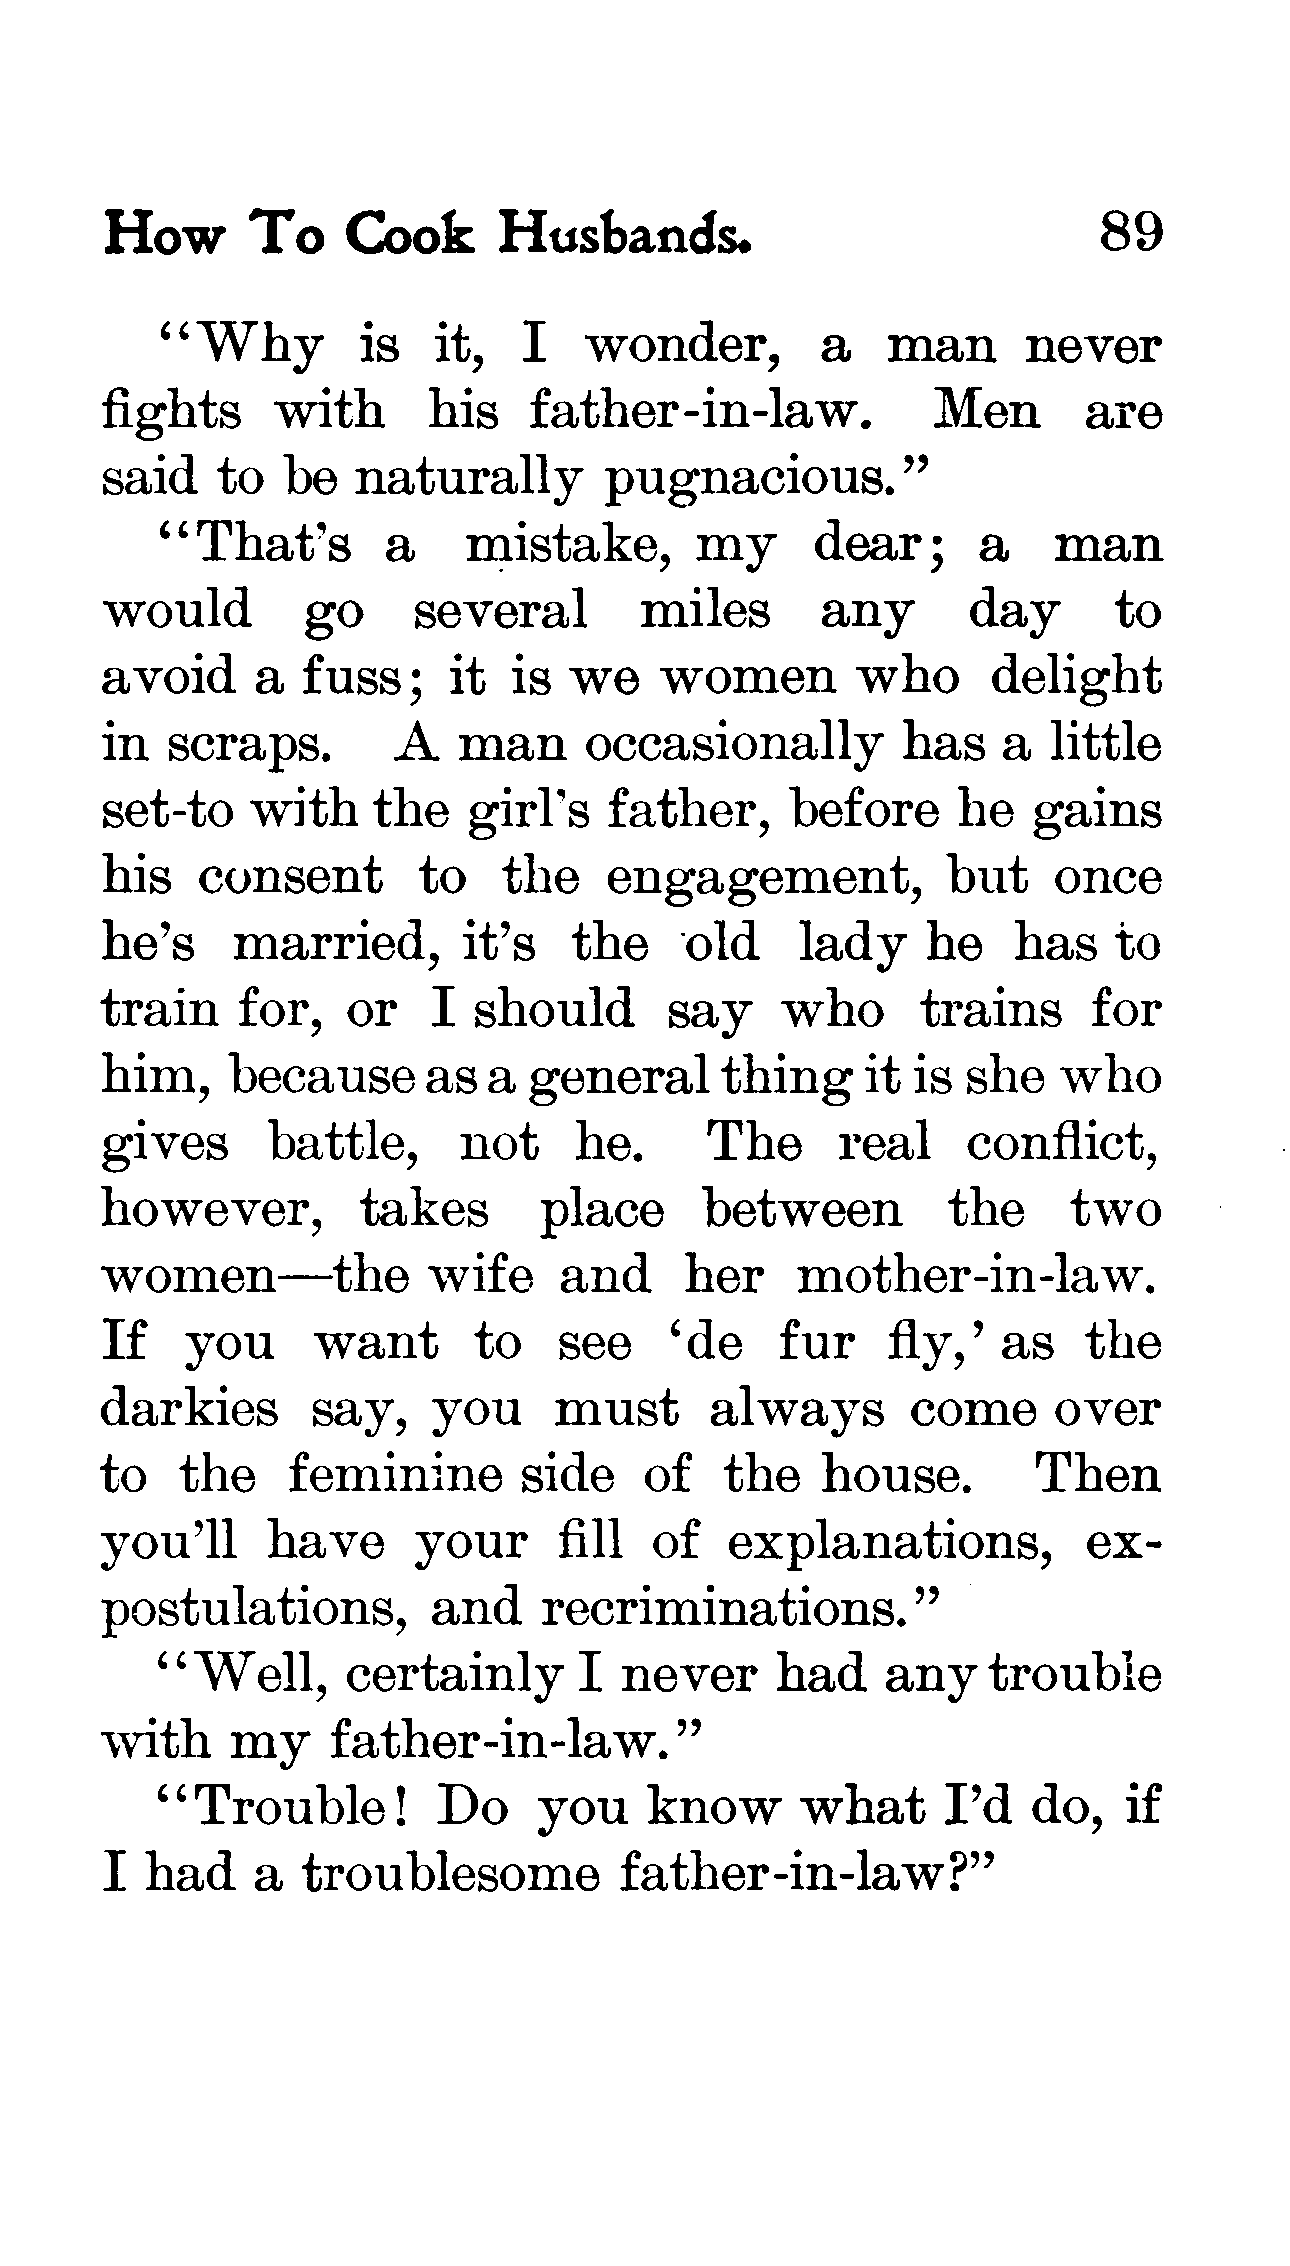 How To Cook Husbands. 89
“Why is it, I wonder, a man never
fights with his father-in-law. Men are
said to be naturally pugnacious.”
“That’s a mistake, my dear; a man
would go several miles any day to
avoid a fuss; it is we women who delight
in scraps. A man occasionally has a little
set-to with the girl’s father, before he gains
his consent to the engagement, but once
he’s married, it’s the old lady he has to
train for, or I should say who trains for
him, because as a general thing it is she who
gives battle, not he. The real conflict,
however, takes place between the two
women—the wife and her mother-in-law.
If you want to see ‘de fur fly,’ as the
darkies say, you must always come over
to the feminine side of the house. Then
you’ll have your fill of explanations, ex-
postulations, and recriminations.”
“Well, certainly I never had any trouble
with my father-in-law.”
“Trouble! Do you know what I’d do, if
I had a troublesome father-in-law?”